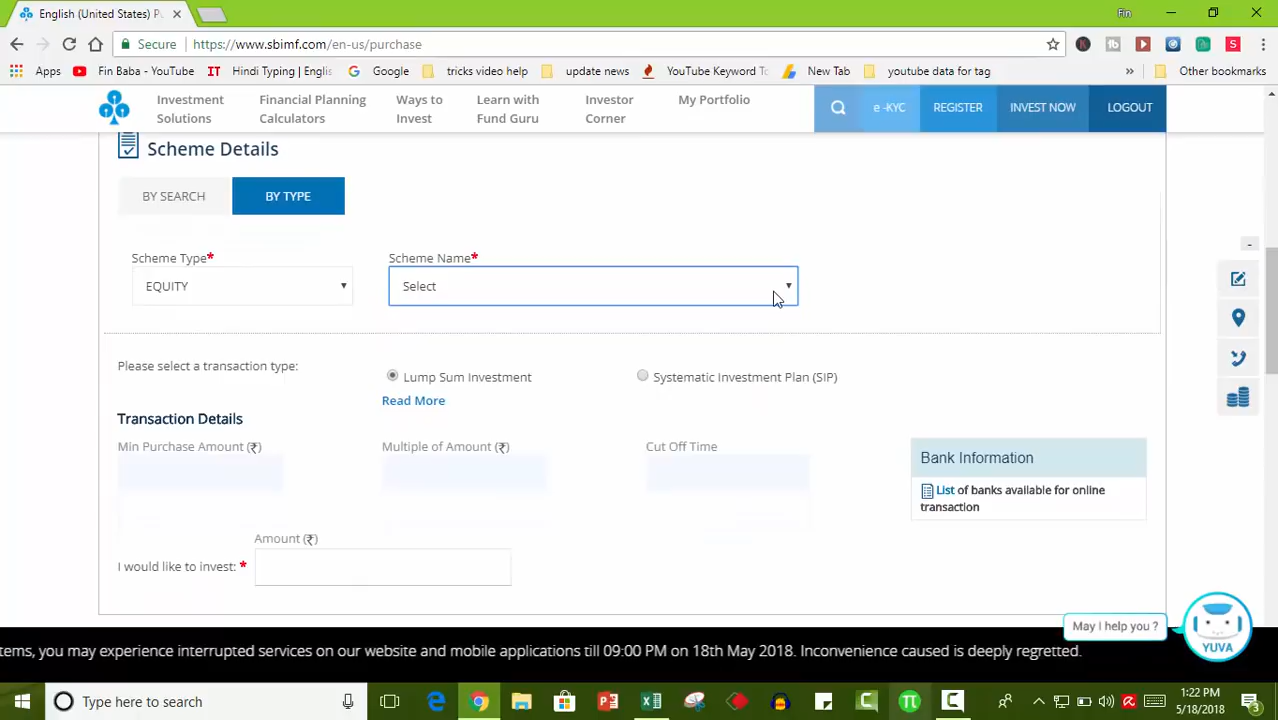 English (United States) P
Fin
Secure
https://www.sbimf.com/en-us/purchase
Apps
Fin Baba - YouTube
IT
Hindi Typing | Englis
Google
tricks video help
update news
YouTube Keyword To
New Tab
youtube data for tag
»
Other bookmarks
Investment
Solutions
Financial Planning
Calculators
Ways to
Invest
Learn with
Fund Guru
Investor
Corner
My Portfolio
e -KYC
REGISTER
INVEST NOW
LOGOUT
Scheme Details
BY SEARCH
BY TYPE
Scheme Type*
Scheme Name*
EQUITY
Select
Please select a transaction type:
Lump Sum Investment
Systematic Investment Plan (SIP)
Read More
Transaction Details
Min Purchase Amount (₹)
Multiple of Amount (₹)
Cut Off Time
Bank Information
List of banks available for online
transaction
Amount (₹)
I would like to invest: *
May I help you ?
YUVA
tems, you may experience interrupted services on our website and mobile applications till 09:00 PM on 18th May 2018. Inconvenience caused is deeply regretted.
Type here to search
1:22 PM
5/18/2018
3